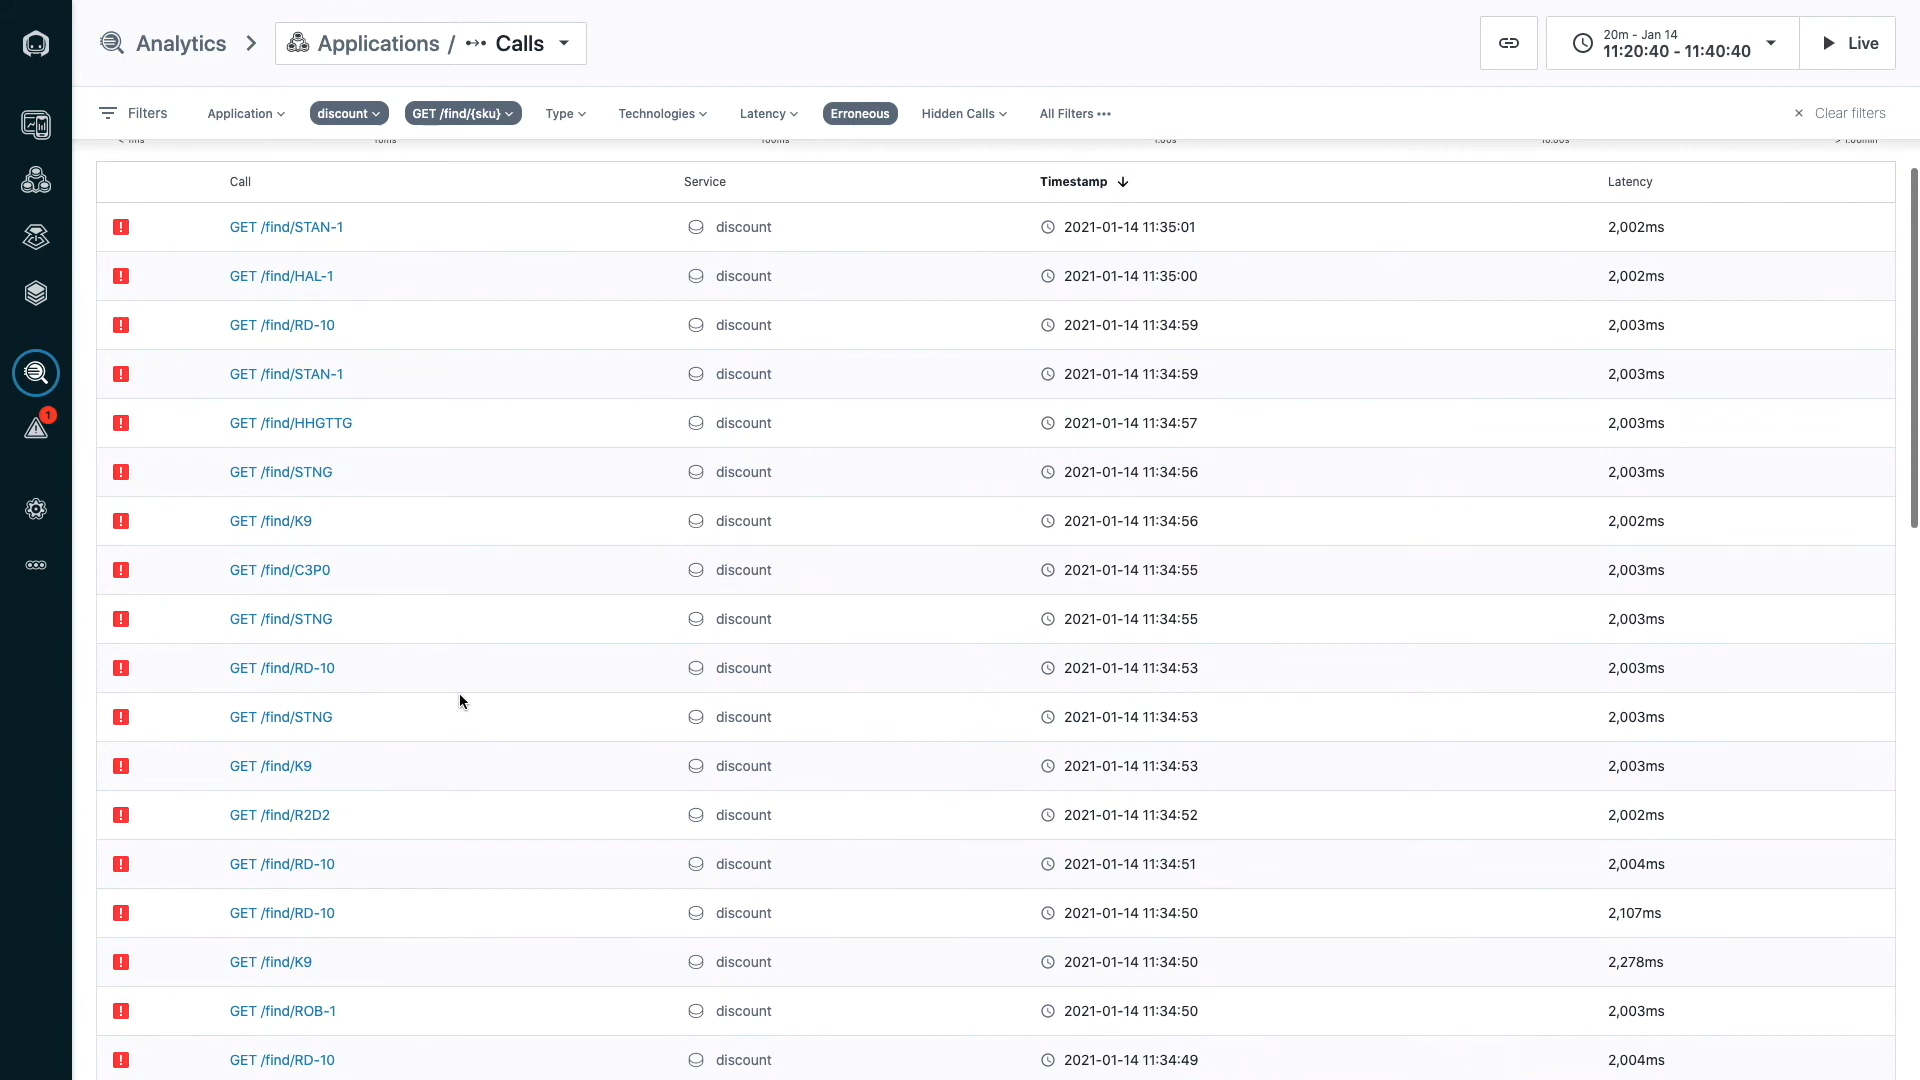 Analytics > Applications / Calls
20m - Jan 14
11:20:40 - 11:40:40
Live
Filters Application discount GET /find/{sku} Type Technologies Latency Erroneous Hidden Calls All Filters ••• × Clear filters
< 1ms 10ms 100ms 1.00s 10.00s > 1.00min
Call Service Timestamp Latency
! GET /find/STAN-1 discount 2021-01-14 11:35:01 2,002ms
! GET /find/HAL-1 discount 2021-01-14 11:35:00 2,002ms
! GET /find/RD-10 discount 2021-01-14 11:34:59 2,003ms
! GET /find/STAN-1 discount 2021-01-14 11:34:59 2,003ms
! GET /find/HHGTTG discount 2021-01-14 11:34:57 2,003ms
1
! GET /find/STNG discount 2021-01-14 11:34:56 2,003ms
! GET /find/K9 discount 2021-01-14 11:34:56 2,002ms
! GET /find/C3P0 discount 2021-01-14 11:34:55 2,003ms
! GET /find/STNG discount 2021-01-14 11:34:55 2,003ms
! GET /find/RD-10 discount 2021-01-14 11:34:53 2,003ms
! GET /find/STNG discount 2021-01-14 11:34:53 2,003ms
! GET /find/K9 discount 2021-01-14 11:34:53 2,003ms
! GET /find/R2D2 discount 2021-01-14 11:34:52 2,002ms
! GET /find/RD-10 discount 2021-01-14 11:34:51 2,004ms
! GET /find/RD-10 discount 2021-01-14 11:34:50 2,107ms
! GET /find/K9 discount 2021-01-14 11:34:50 2,278ms
! GET /find/ROB-1 discount 2021-01-14 11:34:50 2,003ms
! GET /find/RD-10 discount 2021-01-14 11:34:49 2,004ms